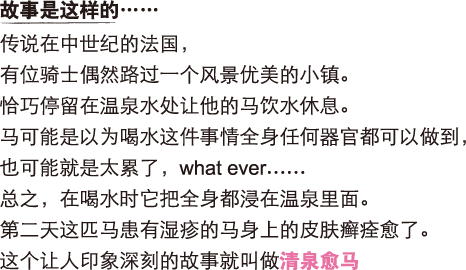 故事是这样的……
传说在中世纪的法国，
有位骑士偶然路过一个风景优美的小镇。
恰巧停留在温泉水处让他的马饮水休息。
马可能是以为喝水这件事情全身任何器官都可以做到，
也可能就是太累了，what ever……
总之，在喝水时它把全身都浸在温泉里面。
第二天这匹马患有湿疹的马身上的皮肤癣痊愈了。
这个让人印象深刻的故事就叫做清泉愈马